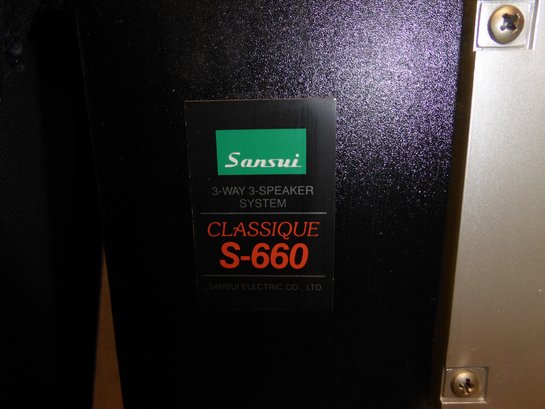 Sansui
3-WAY 3-SPEAKER
SYSTEM
CLASSIQUE
S-660
SANSUI ELECTRIC CO., LTD.